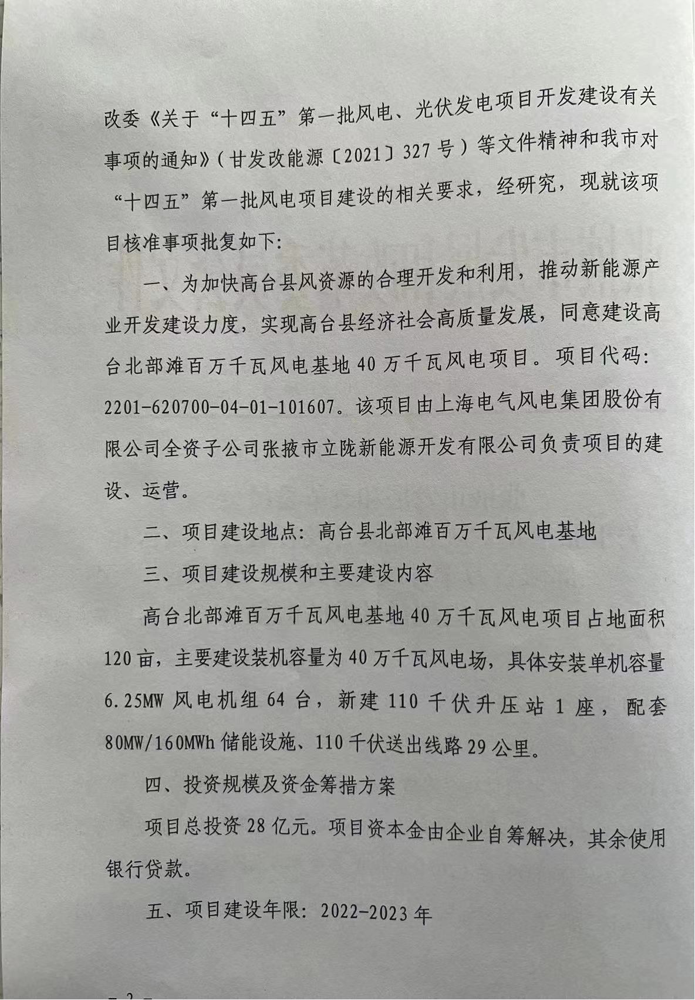 改委《关于“十四五”第一批风电、光伏发电项目开发建设有关
事项的通知》（甘发改能源〔2021〕327号）等文件精神和我市对
“十四五”第一批风电项目建设的相关要求，经研究，现就该项
目核准事项批复如下：
一、为加快高台县风资源的合理开发和利用，推动新能源产
业开发建设力度，实现高台县经济社会高质量发展，同意建设高
台北部滩百万千瓦风电基地40万千瓦风电项目。项目代码：
2201-620700-04-01-101607。该项目由上海电气风电集团股份有
限公司全资子公司张掖市立陇新能源开发有限公司负责项目的建
设、运营。
二、项目建设地点：高台县北部滩百万千瓦风电基地
三、项目建设规模和主要建设内容
高台北部滩百万千瓦风电基地40万千瓦风电项目占地面积
120亩，主要建设装机容量为40万千瓦风电场，具体安装单机容量
6.25MW风电机组64台，新建110千伏升压站1座，配套
80MW/160MWh储能设施、110千伏送出线路29公里。
四、投资规模及资金筹措方案
项目总投资28亿元。项目资本金由企业自筹解决，其余使用
银行贷款。
五、项目建设年限：2022-2023年
- 2 -